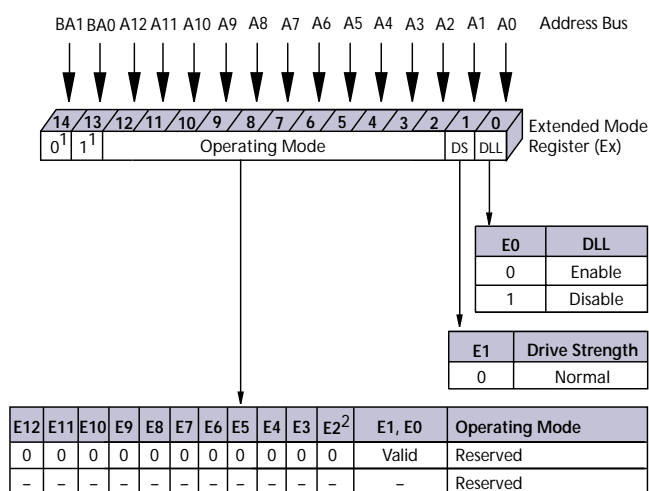 BA1 BA0 A12 A11 A10 A9 A8 A7 A6 A5 A4 A3 A2 A1 A0 Address Bus
14 13 12 11 10 9 8 7 6 5 4 3 2 1 0
0¹ 1¹ Operating Mode DS DLL
Extended Mode
Register (Ex)
E0 DLL
0 Enable
1 Disable
E1 Drive Strength
0 Normal
E12 E11 E10 E9 E8 E7 E6 E5 E4 E3 E2² E1, E0 Operating Mode
0 0 0 0 0 0 0 0 0 0 0 Valid Reserved
– – – – – – – – – – – – Reserved